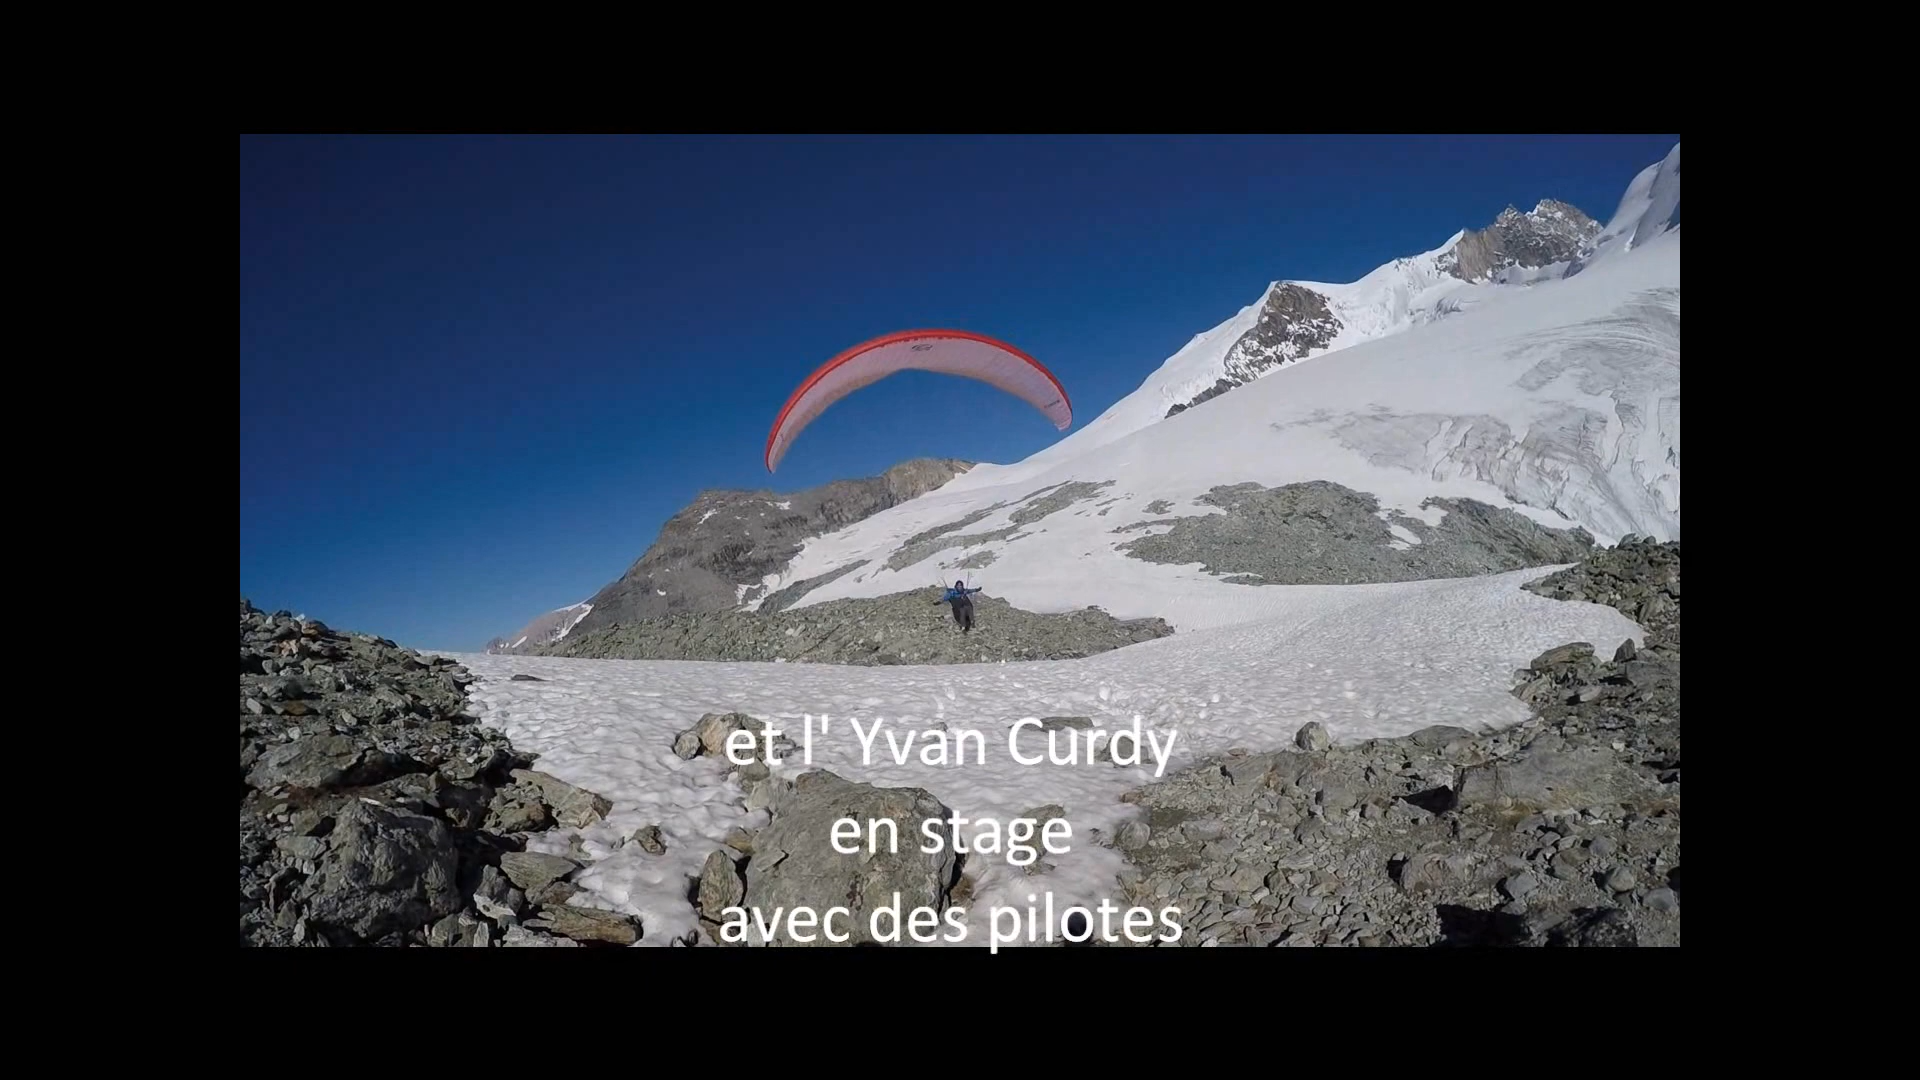 et l' Yvan Curdy
en stage
avec des pilotes